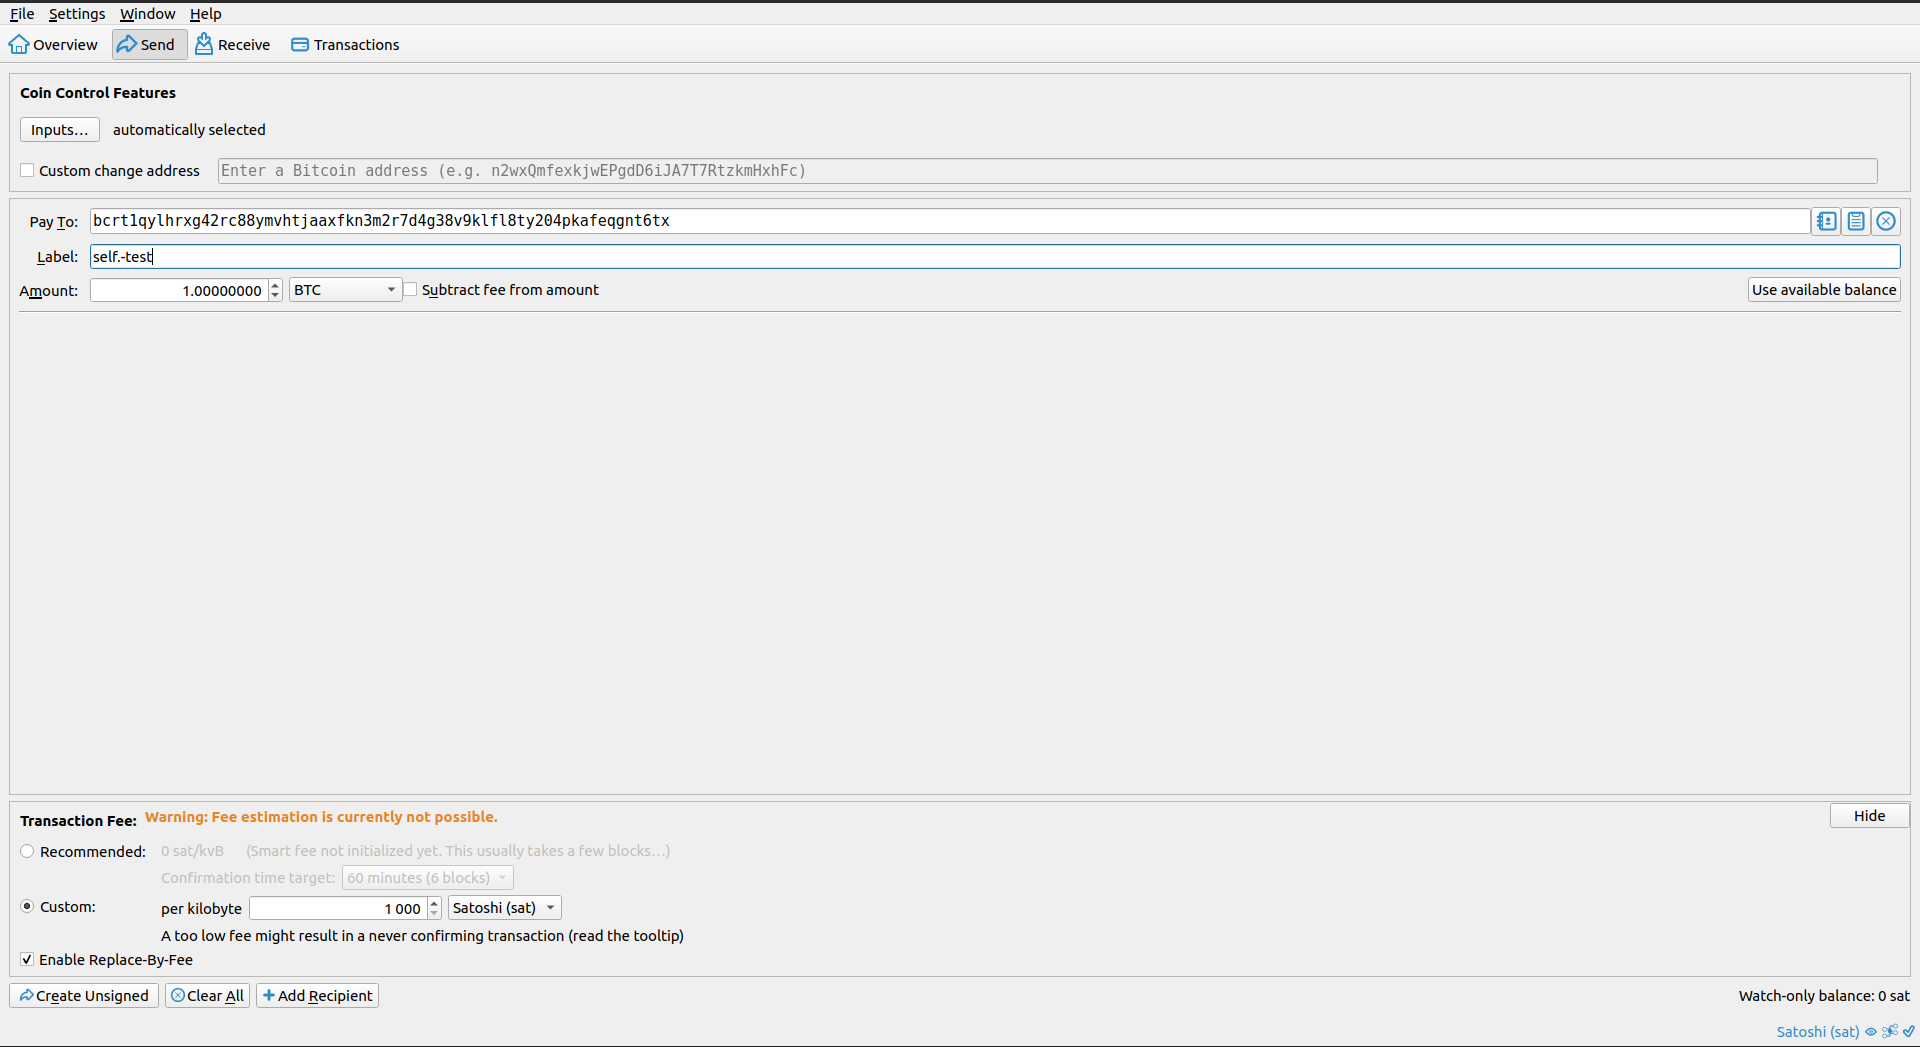 File Settings Window Help
Overview Send Receive Transactions
Coin Control Features
Inputs... automatically selected
Custom change address Enter a Bitcoin address (e.g. n2wxQmfexkjwEPgdD6iJA7T7RtzkmHxhFc)
Pay To: bcrt1qylhrxg42rc88ymvhtjaaxfkn3m2r7d4g38v9klfl8ty204pkafeqgnt6tx
Label: self.-test
Amount: 1.00000000 BTC Subtract fee from amount Use available balance
Transaction Fee: Warning: Fee estimation is currently not possible. Hide
Recommended: 0 sat/kvB (Smart fee not initialized yet. This usually takes a few blocks...)
Confirmation time target: 60 minutes (6 blocks)
Custom: per kilobyte 1 000 Satoshi (sat)
A too low fee might result in a never confirming transaction (read the tooltip)
Enable Replace-By-Fee
Create Unsigned Clear All Add Recipient Watch-only balance: 0 sat
Satoshi (sat)